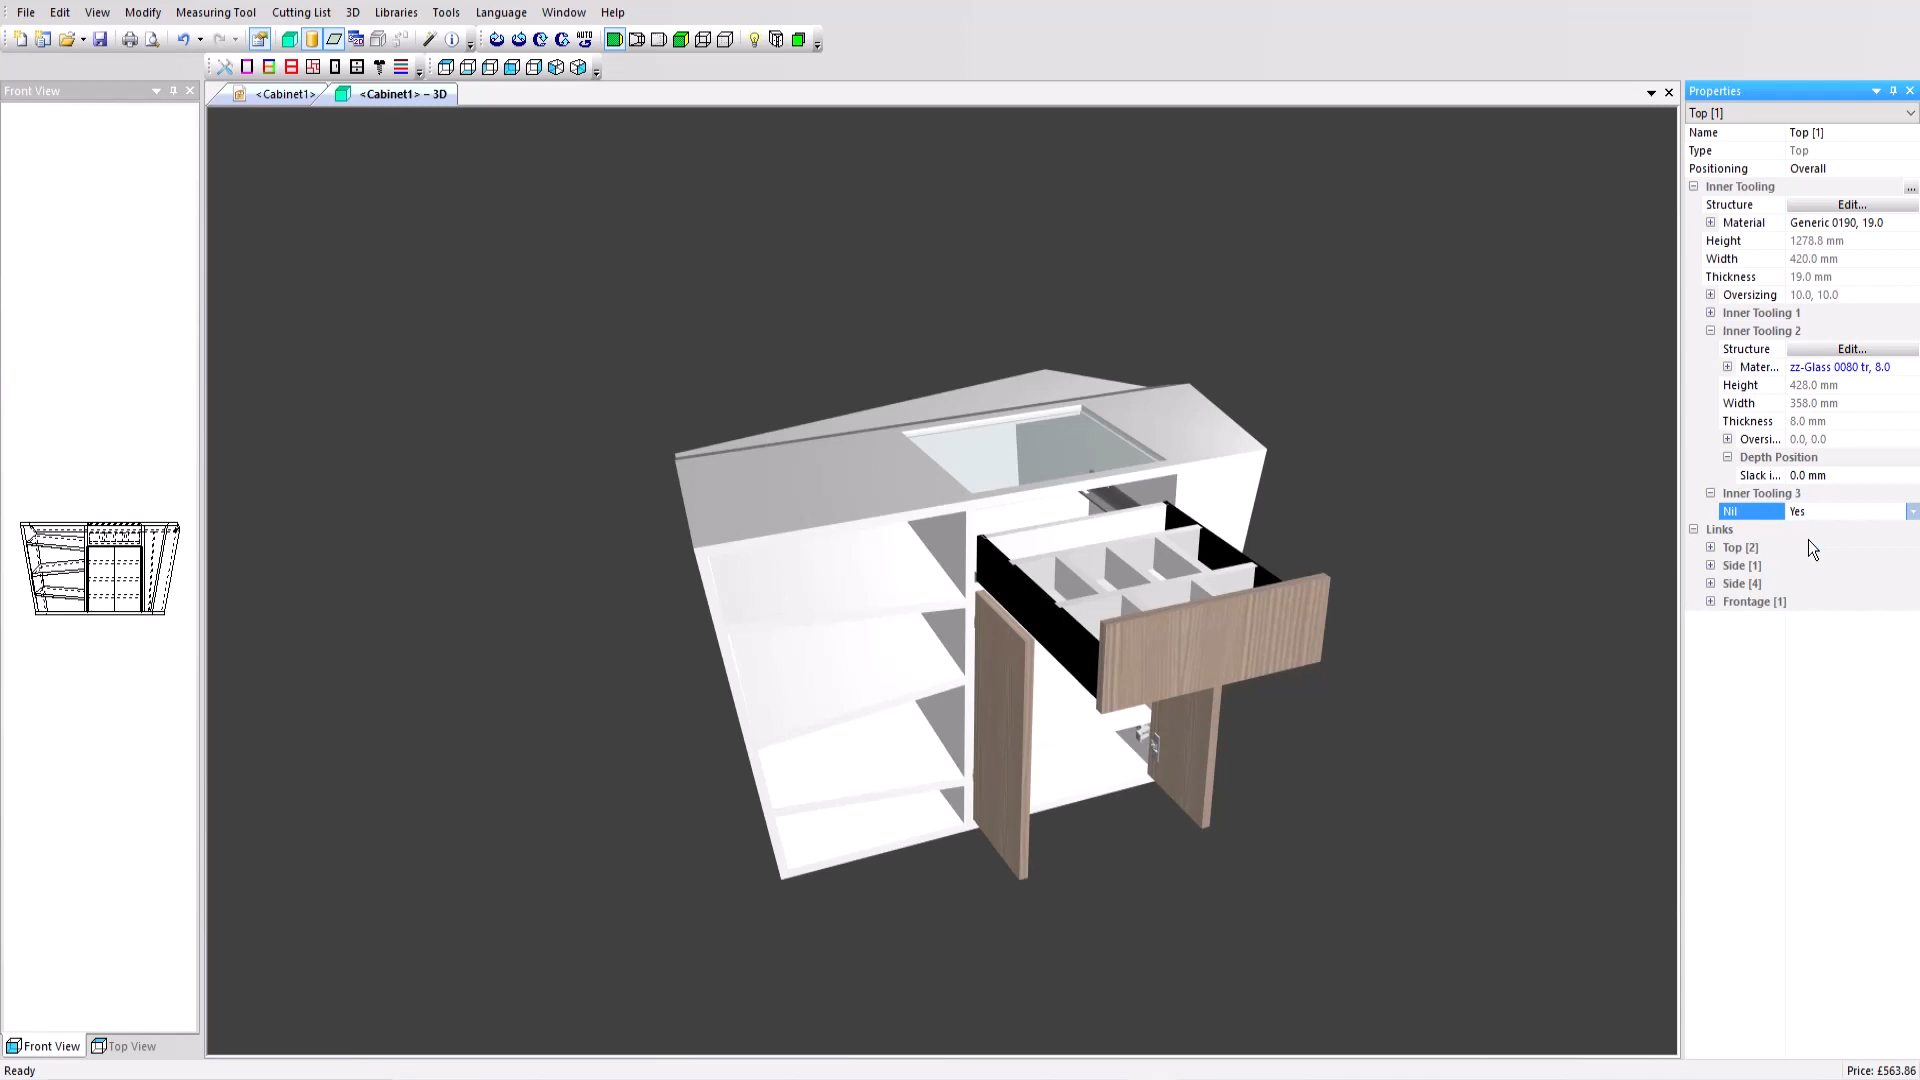 File Edit View Modify Measuring Tool Cutting List 3D Libraries Tools Language Window Help
AUTO
Front View
<Cabinet1> <Cabinet1> – 3D
Properties
Top [1]
Name Top [1]
Type Top
Positioning Overall
Inner Tooling ...
Structure Edit...
Material Generic 0190, 19.0
Height 1278.8 mm
Width 420.0 mm
Thickness 19.0 mm
Oversizing 10.0, 10.0
Inner Tooling 1
Inner Tooling 2
Structure Edit...
Mater... zz-Glass 0080 tr, 8.0
Height 428.0 mm
Width 358.0 mm
Thickness 8.0 mm
Oversi... 0.0, 0.0
Depth Position
Slack i... 0.0 mm
Inner Tooling 3
Nil Yes
Links
Top [2]
Side [1]
Side [4]
Frontage [1]
Front View Top View
Ready Price: £563.86